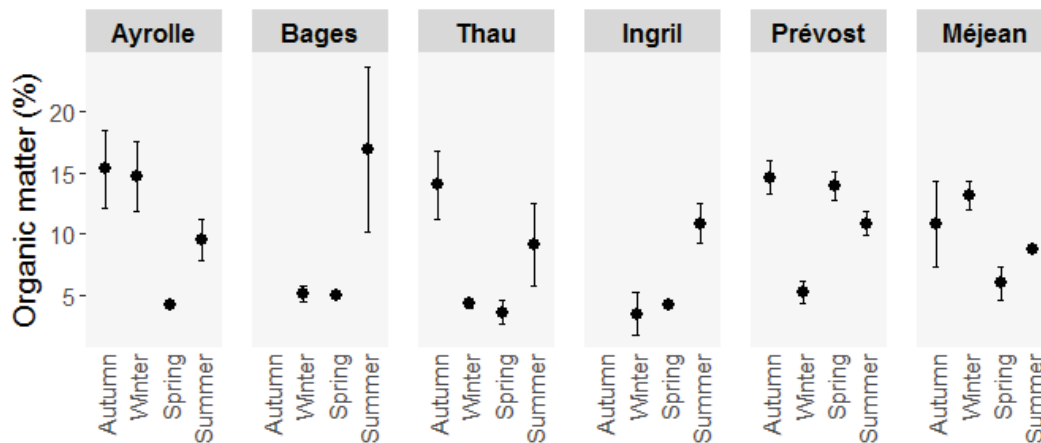 Ayrolle Bages Thau Ingril Prévost Méjean
Organic matter (%)
20
15
10
5
Autumn Winter Spring Summer Autumn Winter Spring Summer Autumn Winter Spring Summer Autumn Winter Spring Summer Autumn Winter Spring Summer Autumn Winter Spring Summer